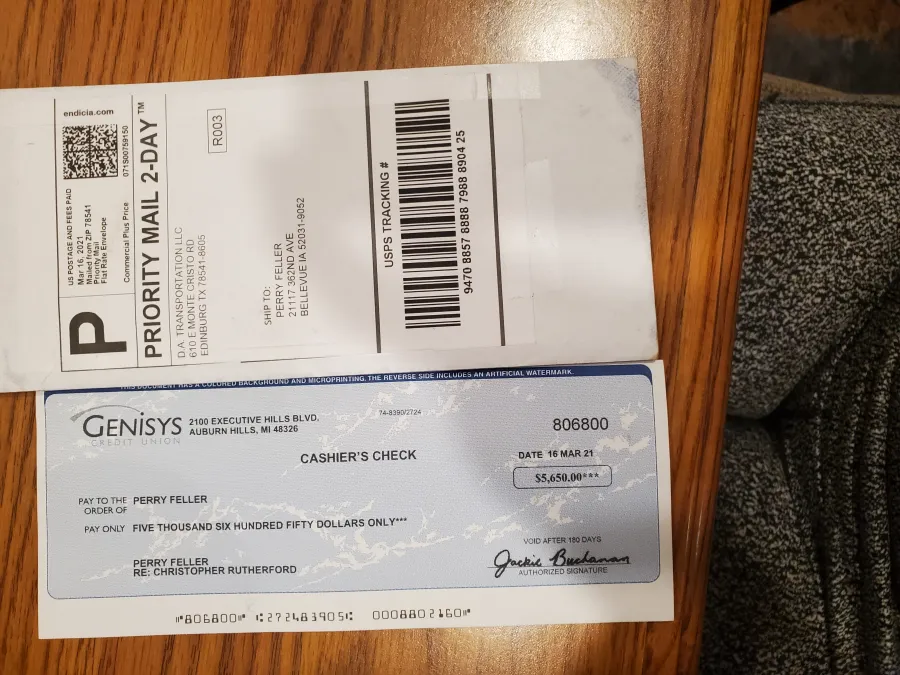 endicia.com
071S00759150
US POSTAGE AND FEES PAID
Mar 16, 2021
Mailed from ZIP 78541
Priority Mail
Flat Rate Envelope
Commercial Plus Price
P
PRIORITY MAIL 2-DAY™
D.A. TRANSPORTATION LLC
610 E MONTE CRISTO RD
EDINBURG TX 78541-8605
R003
SHIP TO:
PERRY FELLER
21117 362ND AVE
BELLEVUE IA 52031-9052
USPS TRACKING #
9470 8857 8888 7988 8904 25
THIS DOCUMENT HAS A COLORED BACKGROUND AND MICROPRINTING. THE REVERSE SIDE INCLUDES AN ARTIFICIAL WATERMARK.
GENISYS
CREDIT UNION
2100 EXECUTIVE HILLS BLVD.
AUBURN HILLS, MI 48326
74-8390/2724
806800
CASHIER'S CHECK
DATE 16 MAR 21
$5,650.00***
PAY TO THE ORDER OF PERRY FELLER
PAY ONLY FIVE THOUSAND SIX HUNDRED FIFTY DOLLARS ONLY***
VOID AFTER 180 DAYS
PERRY FELLER
RE: CHRISTOPHER RUTHERFORD
Jackie Buchanan
AUTHORIZED SIGNATURE
⑈806800⑈ ⑆272483905⑆ 0008802160⑈